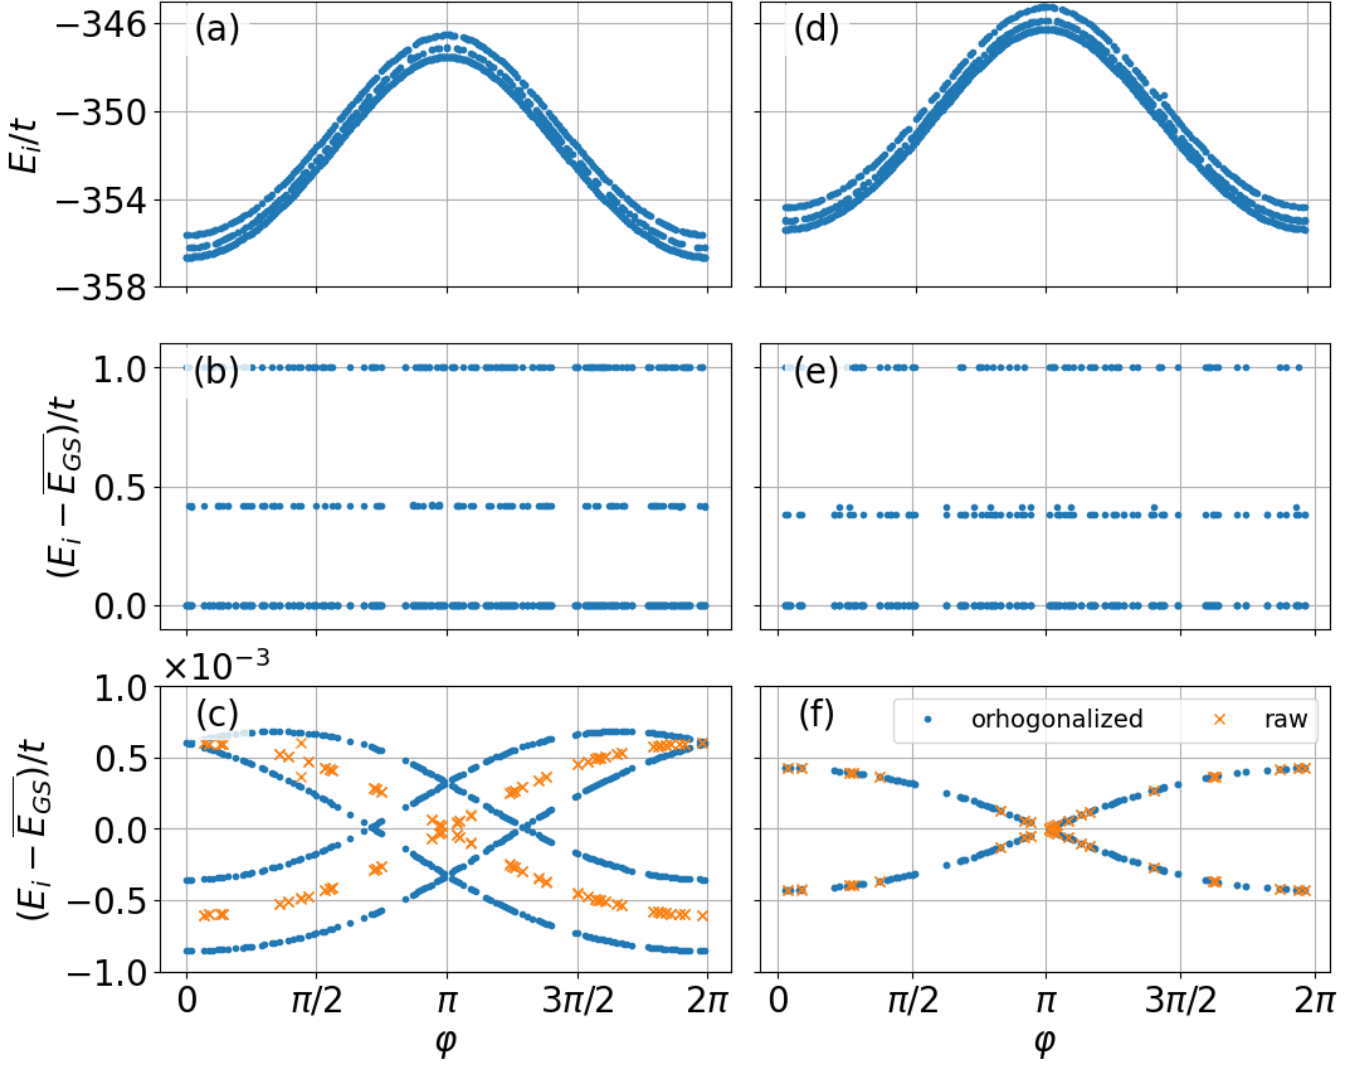 (a)
(d)
−346
−350
−354
−358
E_i/t
(b)
(e)
1.0
0.5
0.0
(E_i − \overline{E_{GS}})/t
×10^{−3}
(c)
(f)
orhogonalized
raw
1.0
0.5
0.0
−0.5
−1.0
(E_i − \overline{E_{GS}})/t
0 π/2 π 3π/2 2π
0 π/2 π 3π/2 2π
φ
φ